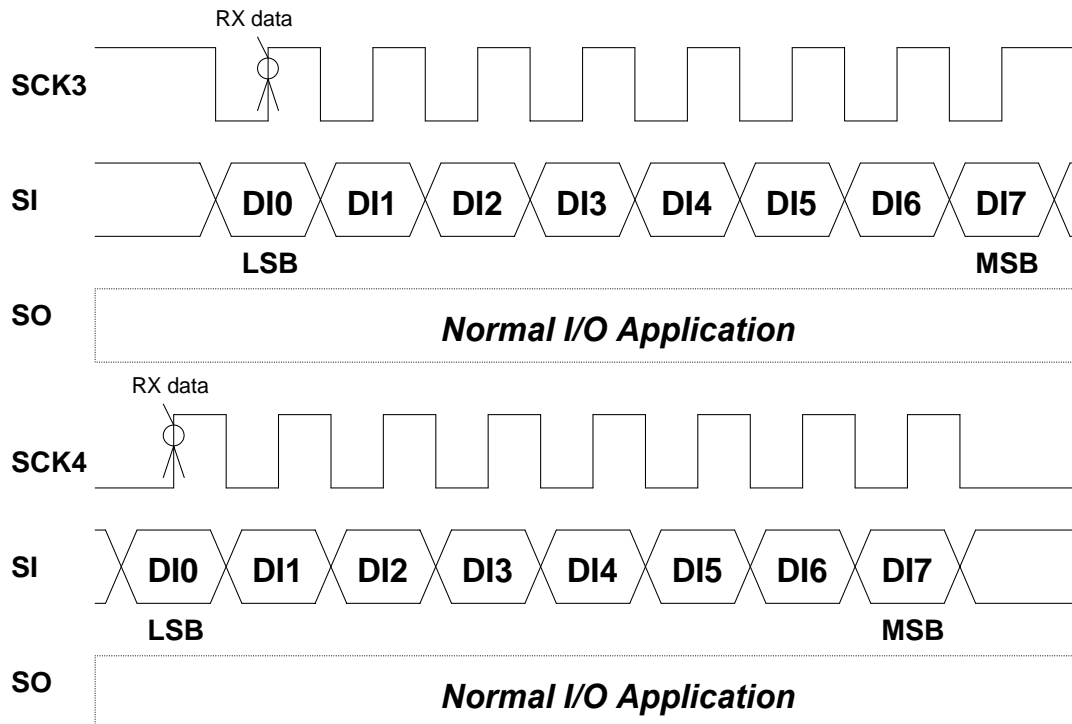 RX data
SCK3
SI DI0 DI1 DI2 DI3 DI4 DI5 DI6 DI7
LSB MSB
SO Normal I/O Application
RX data
SCK4
SI DI0 DI1 DI2 DI3 DI4 DI5 DI6 DI7
LSB MSB
SO Normal I/O Application